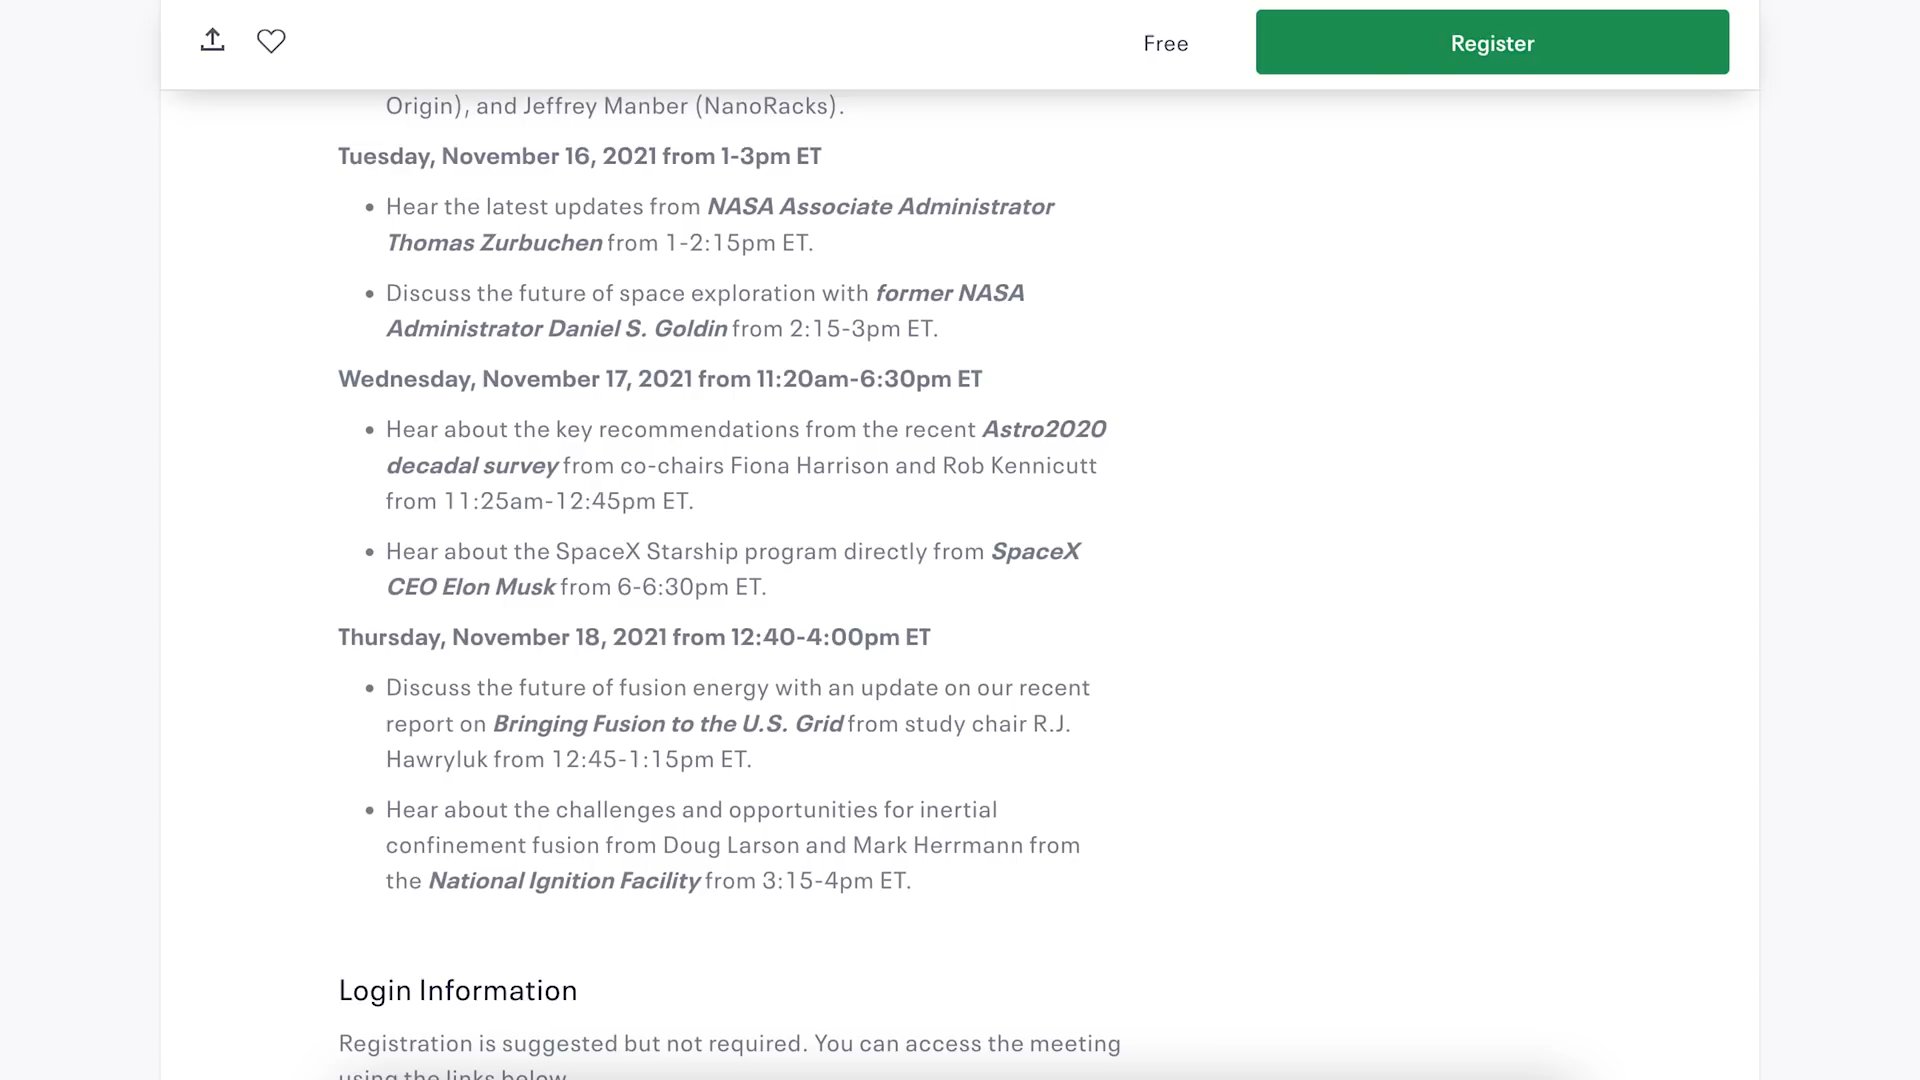 Free
Register
Origin), and Jeffrey Manber (NanoRacks).
Tuesday, November 16, 2021 from 1-3pm ET
Hear the latest updates from NASA Associate Administrator
Thomas Zurbuchen from 1-2:15pm ET.
Discuss the future of space exploration with former NASA
Administrator Daniel S. Goldin from 2:15-3pm ET.
Wednesday, November 17, 2021 from 11:20am-6:30pm ET
Hear about the key recommendations from the recent Astro2020
decadal survey from co-chairs Fiona Harrison and Rob Kennicutt
from 11:25am-12:45pm ET.
Hear about the SpaceX Starship program directly from SpaceX
CEO Elon Musk from 6-6:30pm ET.
Thursday, November 18, 2021 from 12:40-4:00pm ET
Discuss the future of fusion energy with an update on our recent
report on Bringing Fusion to the U.S. Grid from study chair R.J.
Hawryluk from 12:45-1:15pm ET.
Hear about the challenges and opportunities for inertial
confinement fusion from Doug Larson and Mark Herrmann from
the National Ignition Facility from 3:15-4pm ET.
Login Information
Registration is suggested but not required. You can access the meeting
using the links below